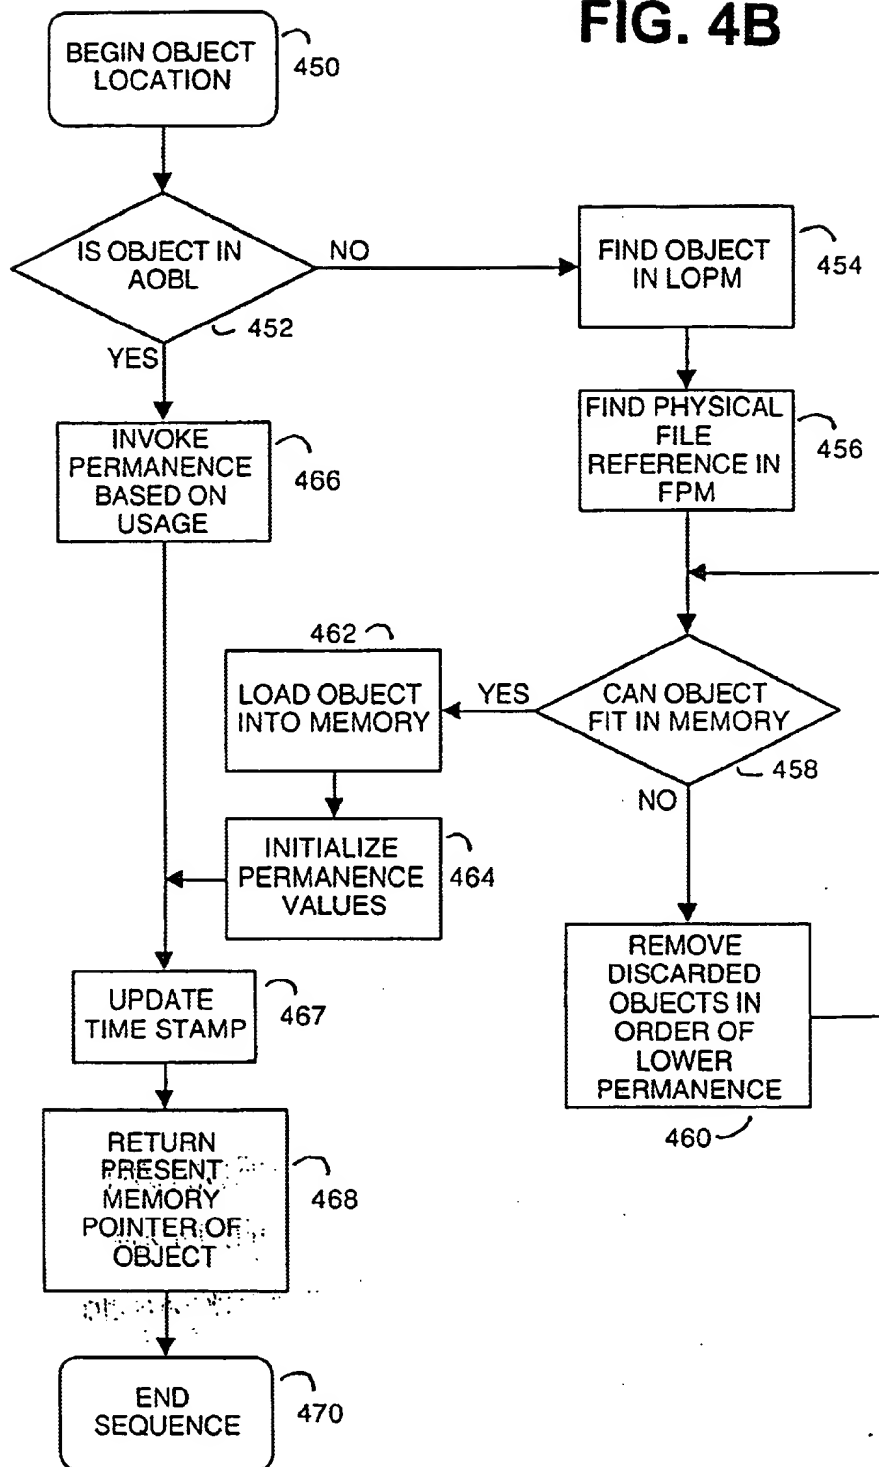 FIG. 4B
BEGIN OBJECT
LOCATION
450
IS OBJECT IN
AOBL
452
NO
YES
FIND OBJECT
IN LOPM
454
FIND PHYSICAL
FILE
REFERENCE IN
FPM
456
INVOKE
PERMANENCE
BASED ON
USAGE
466
CAN OBJECT
FIT IN MEMORY
458
YES
NO
462
LOAD OBJECT
INTO MEMORY
INITIALIZE
PERMANENCE
VALUES
464
REMOVE
DISCARDED
OBJECTS IN
ORDER OF
LOWER
PERMANENCE
460
UPDATE
TIME STAMP
467
RETURN
PRESENT
MEMORY
POINTER OF
OBJECT
468
END
SEQUENCE
470